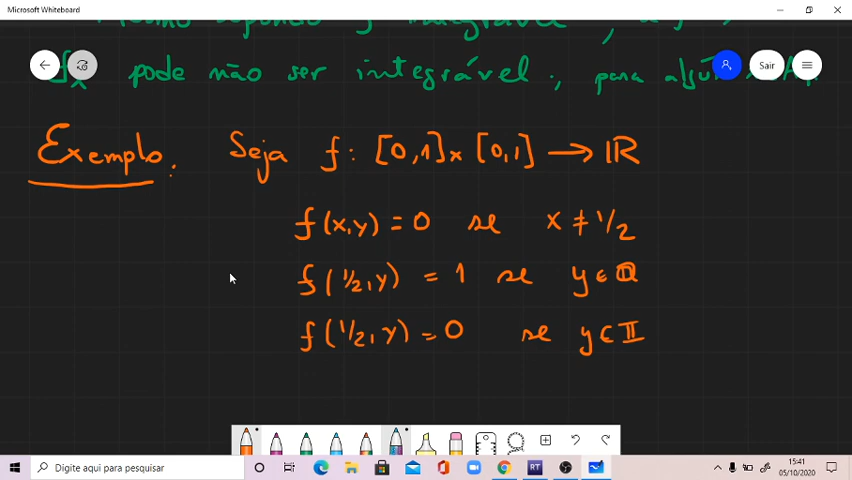 Microsoft Whiteboard
pode não ser integrável., para
Sair
Exemplo. Seja f: [0,1]x[0,1] → ℝ
f(x,y) = 0 se x ≠ 1/2
f(1/2,y) = 1 se y ∈ ℚ
f(1/2,y) = 0 se y ∈ 𝕀
Digite aqui para pesquisar
RT
15:41
05/10/2020